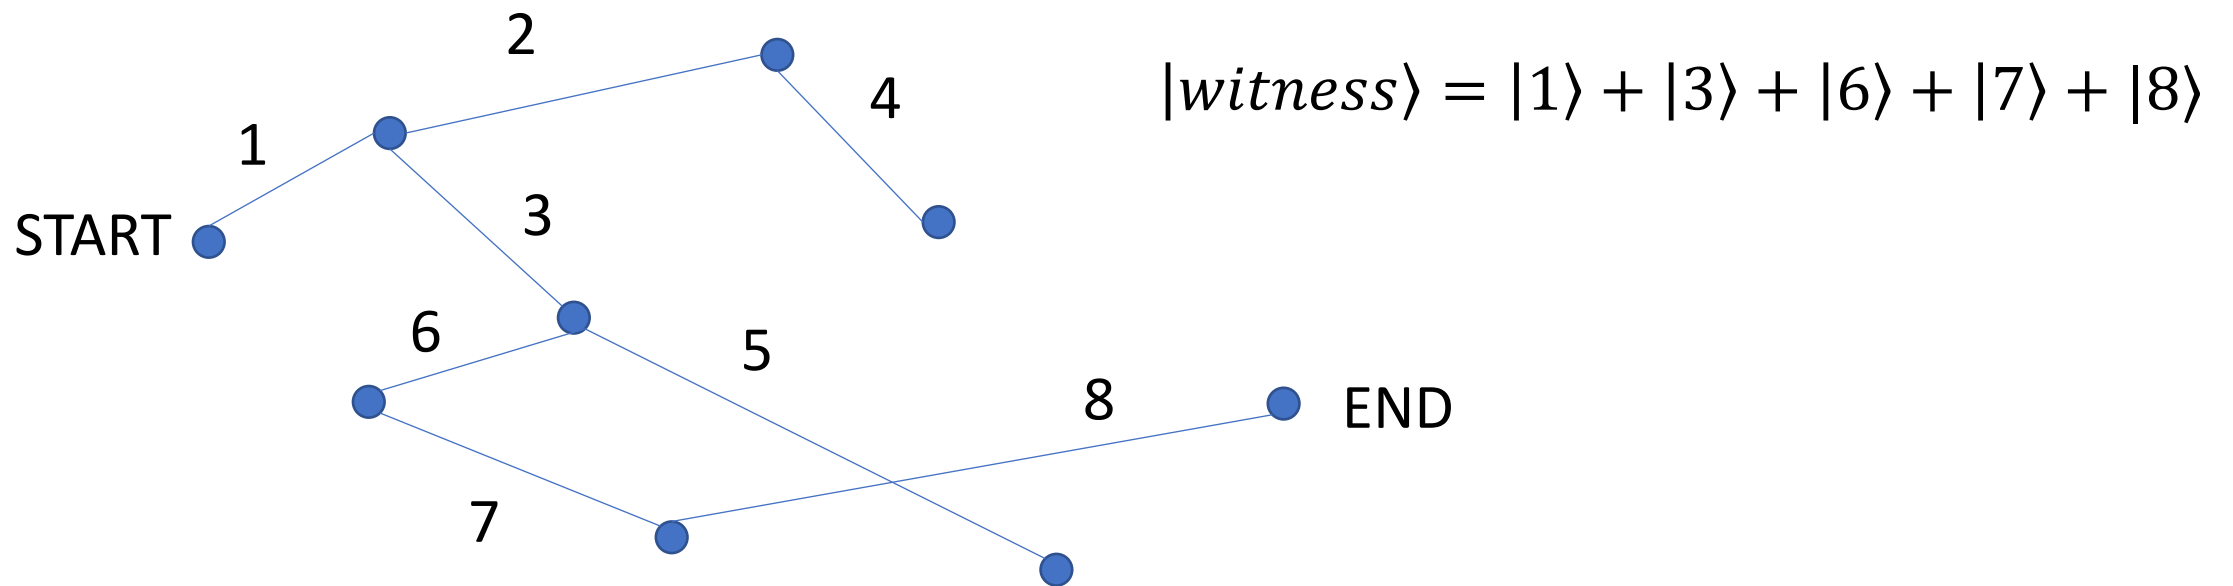 2
4
|witness⟩ = |1⟩ + |3⟩ + |6⟩ + |7⟩ + |8⟩
1
3
START
6
5
8
END
7